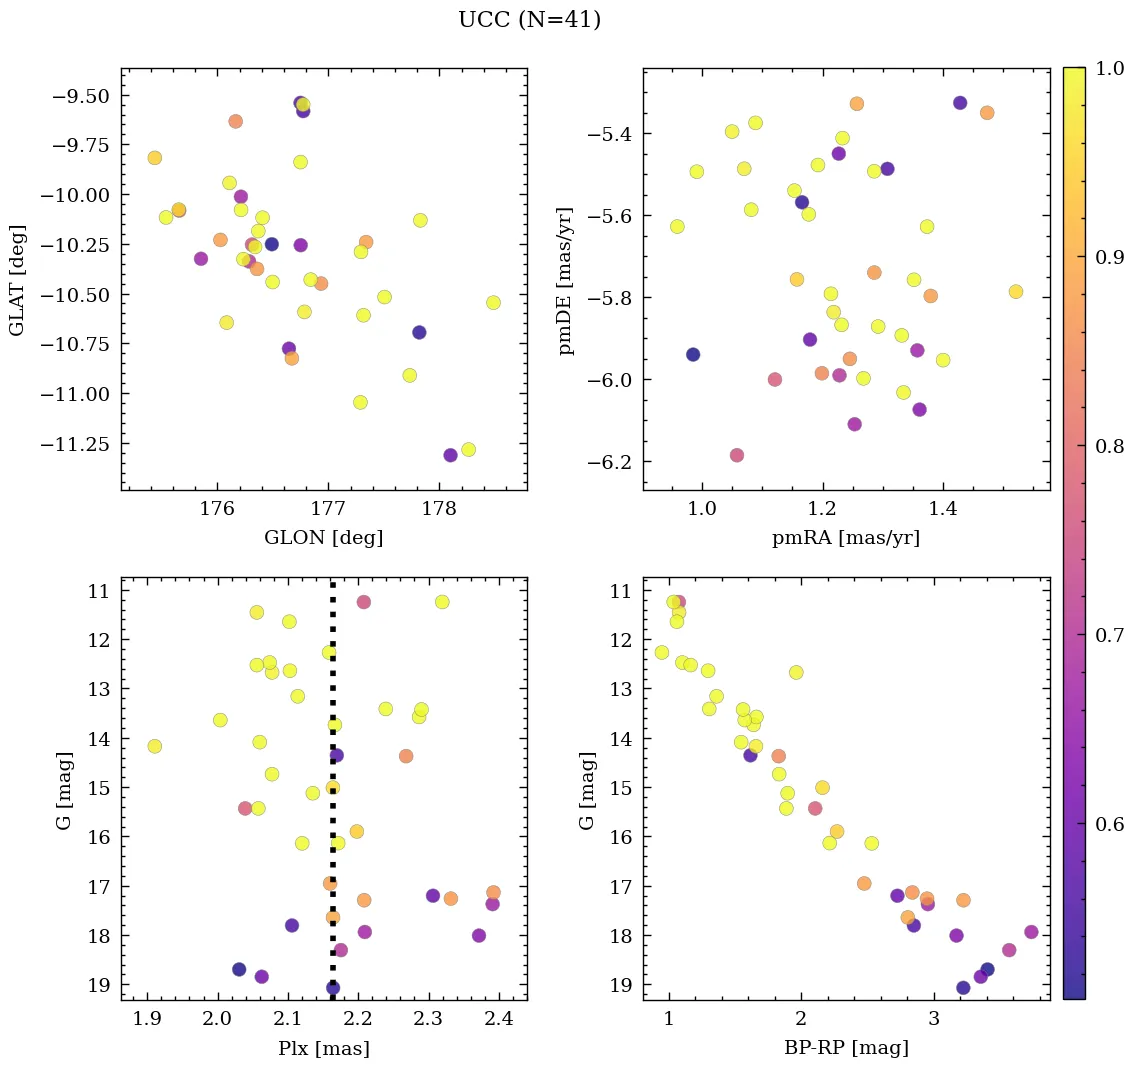 UCC (N=41)
−9.50
−9.75
−10.00
−10.25
−10.50
−10.75
−11.00
−11.25
GLAT [deg]
176 177 178
GLON [deg]
−5.4
−5.6
−5.8
−6.0
−6.2
pmDE [mas/yr]
1.0 1.2 1.4
pmRA [mas/yr]
1.0
0.9
0.8
0.7
0.6
11
12
13
14
15
16
17
18
19
G [mag]
1.9 2.0 2.1 2.2 2.3 2.4
Plx [mas]
11
12
13
14
15
16
17
18
19
G [mag]
1 2 3
BP-RP [mag]